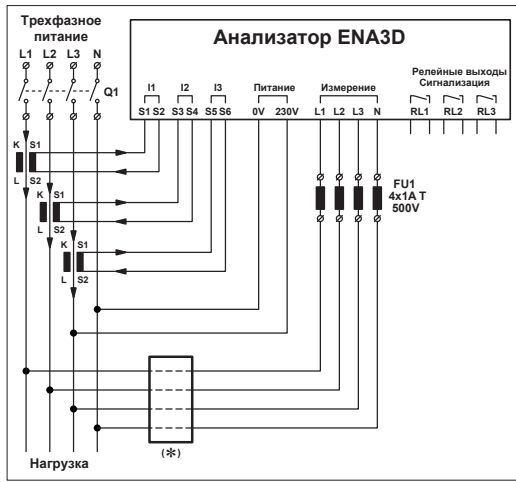 Трехфазное
питание
L1 L2 L3 N
Q1
Анализатор ENA3D
Релейные выходы
Сигнализация
I1 I2 I3 Питание Измерение
S1 S2 S3 S4 S5 S6 0V 230V L1 L2 L3 N RL1 RL2 RL3
K S1
L S2
K S1
L S2
K S1
L S2
FU1
4x1A T
500V
(*)
Нагрузка